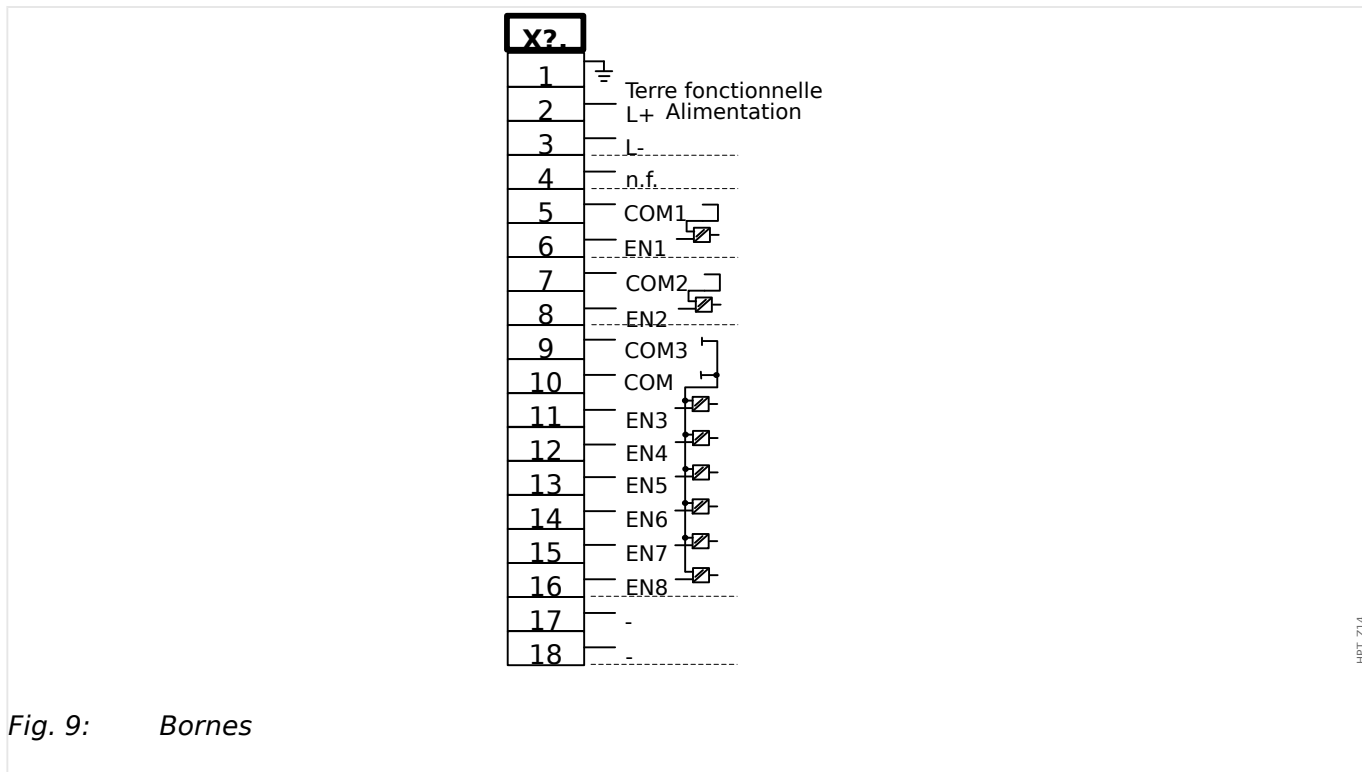 X?.
1
Terre fonctionnelle
2 L+ Alimentation
3 L-
4 n.f.
5 COM1
6 EN1
7 COM2
8 EN2
9 COM3
10 COM
11 EN3
12 EN4
13 EN5
14 EN6
15 EN7
16 EN8
17 -
18 -
HPT_Z14
Fig. 9: Bornes